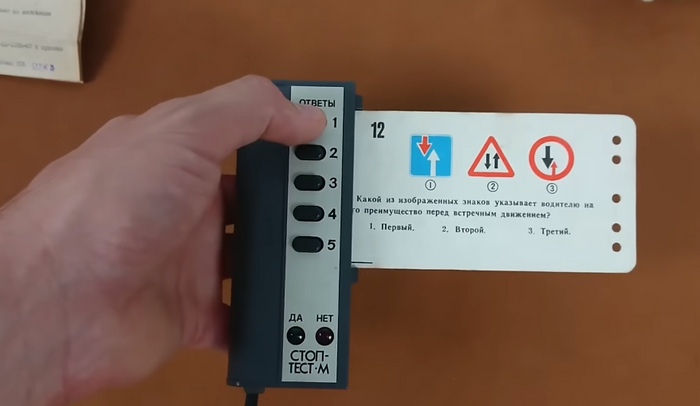 ОТВЕТЫ
1
2
3
4
5
ДА НЕТ
СТОП-
ТЕСТ·М
12
1 2 3
Какой из изображенных знаков указывает водителю на
преимущество перед встречным движением?
1. Первый. 2. Второй. 3. Третий.